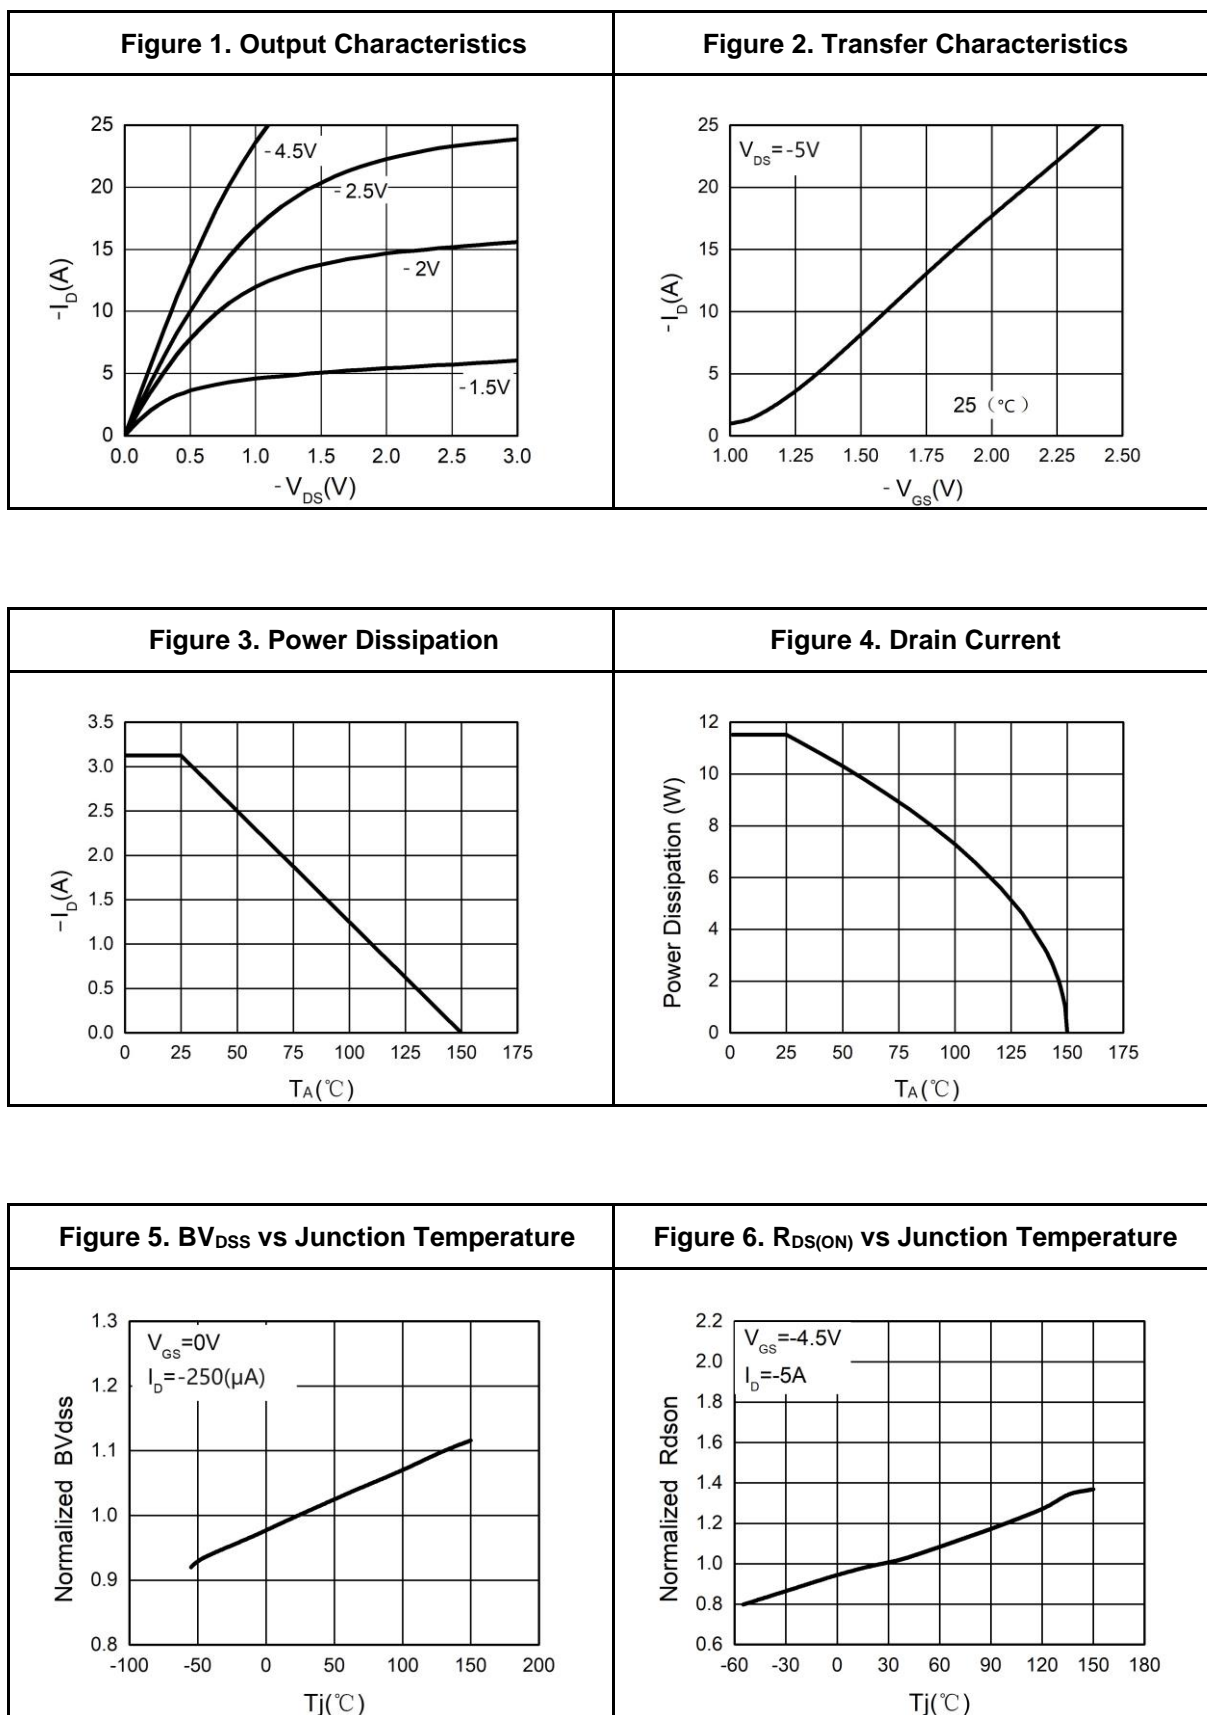 Figure 1. Output Characteristics
Figure 2. Transfer Characteristics
25
20
15
10
5
0
-I_D(A)
-4.5V
-2.5V
-2V
-1.5V
0.0 0.5 1.0 1.5 2.0 2.5 3.0
-V_DS(V)
25
20
15
10
5
0
-I_D(A)
V_DS=-5V
25（℃）
1.00 1.25 1.50 1.75 2.00 2.25 2.50
-V_GS(V)
Figure 3. Power Dissipation
Figure 4. Drain Current
3.5
3.0
2.5
2.0
1.5
1.0
0.5
0.0
-I_D(A)
0 25 50 75 100 125 150 175
TA(℃)
12
10
8
6
4
2
0
Power Dissipation (W)
0 25 50 75 100 125 150 175
TA(℃)
Figure 5. BVDSS vs Junction Temperature
Figure 6. RDS(ON) vs Junction Temperature
1.3
1.2
1.1
1.0
0.9
0.8
Normalized BVdss
V_GS=0V
I_D=-250(μA)
-100 -50 0 50 100 150 200
Tj(℃)
2.2
2.0
1.8
1.6
1.4
1.2
1.0
0.8
0.6
Normalized Rdson
V_GS=-4.5V
I_D=-5A
-60 -30 0 30 60 90 120 150 180
Tj(℃)